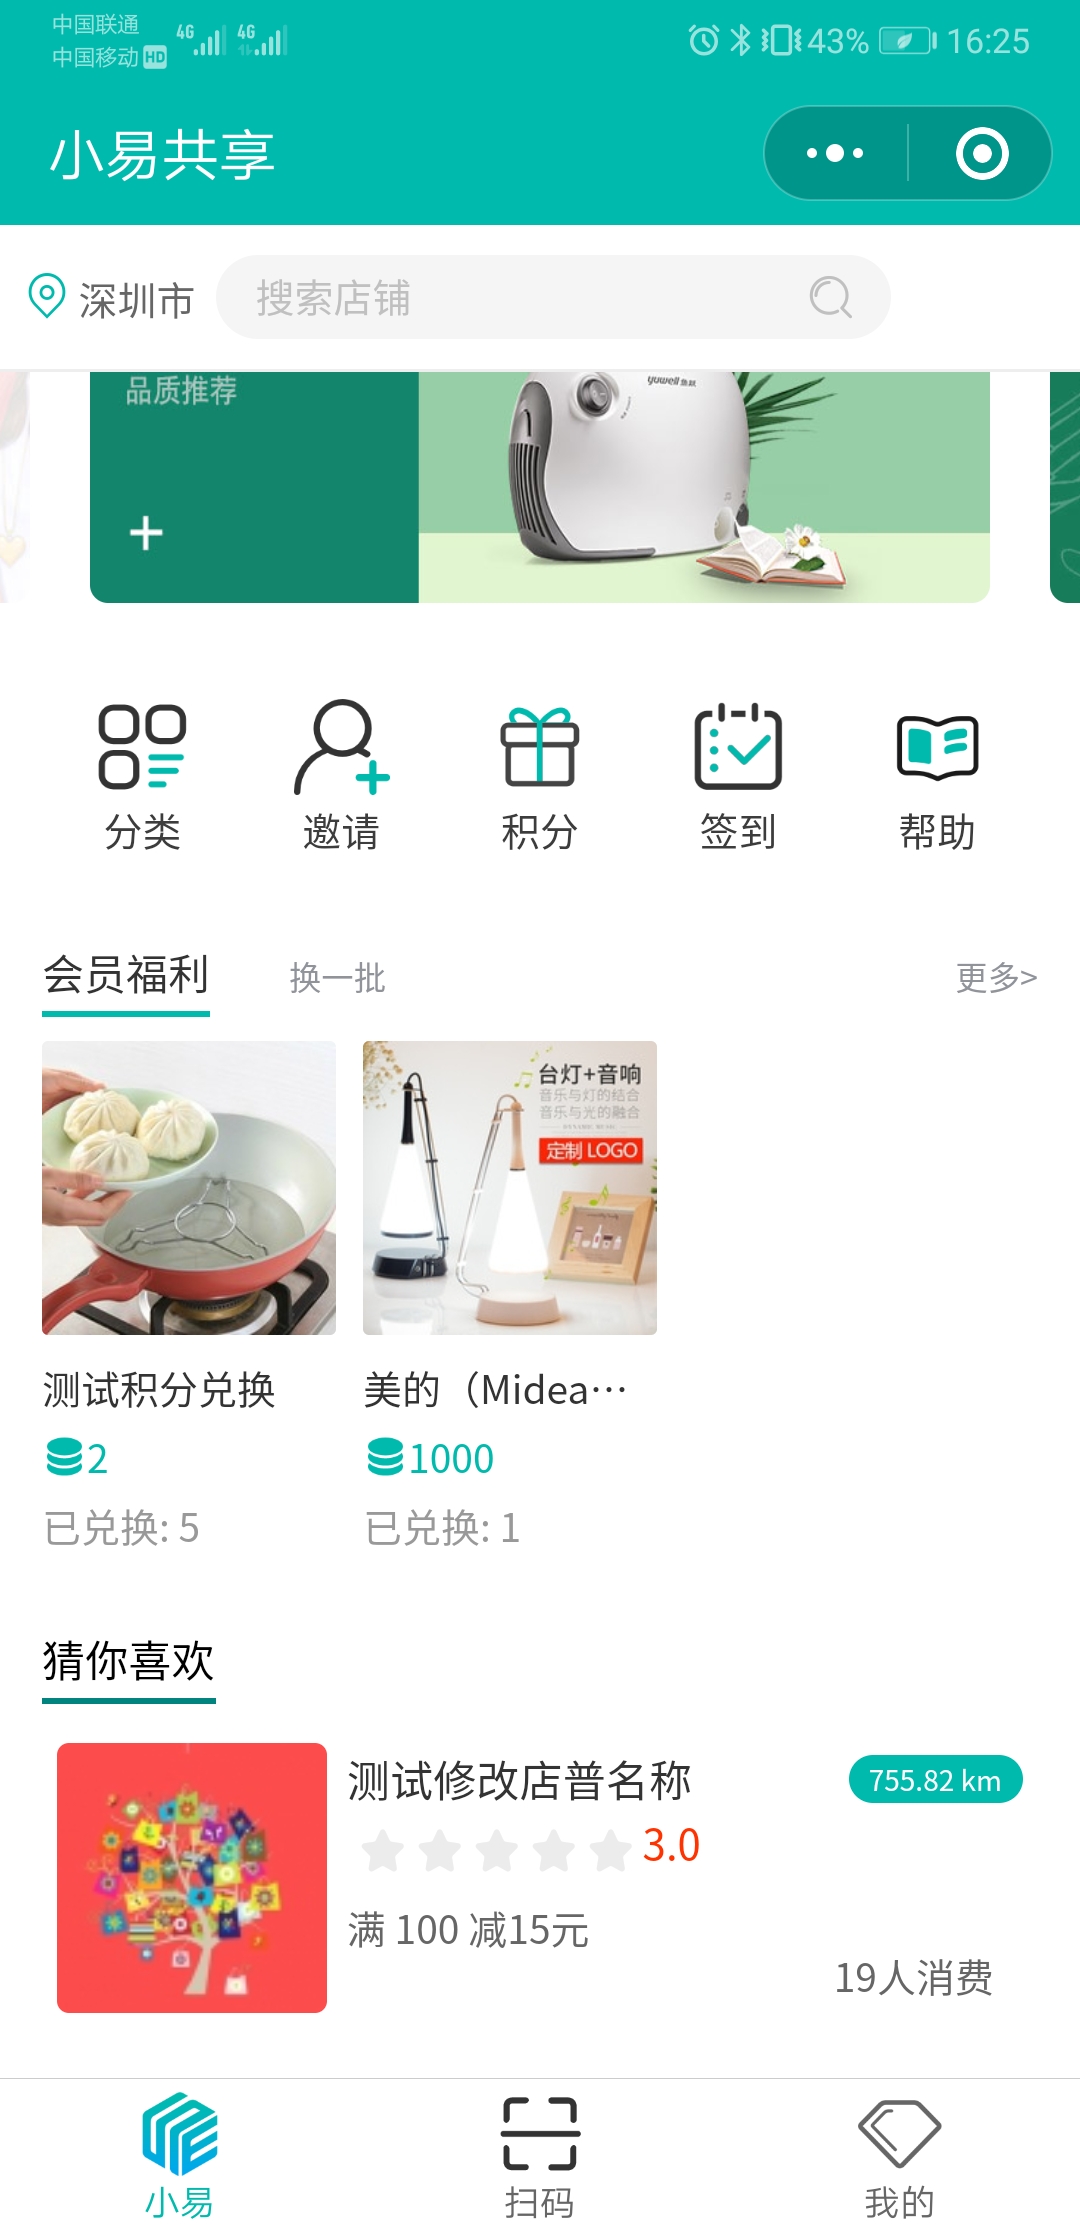 中国联通
中国移动 HD
4G 4G
43% 16:25
小易共享
深圳市
搜索店铺
品质推荐
yuwell 鱼跃
分类
邀请
积分
签到
帮助
会员福利
换一批
更多>
台灯+音响
音乐与灯的结合
音乐与光的融合
DYNAMIC MUSIC
定制 LOGO
测试积分兑换
美的（Midea…
2
1000
已兑换: 5
已兑换: 1
猜你喜欢
测试修改店普名称
755.82 km
3.0
满 100 减15元
19人消费
小易
扫码
我的